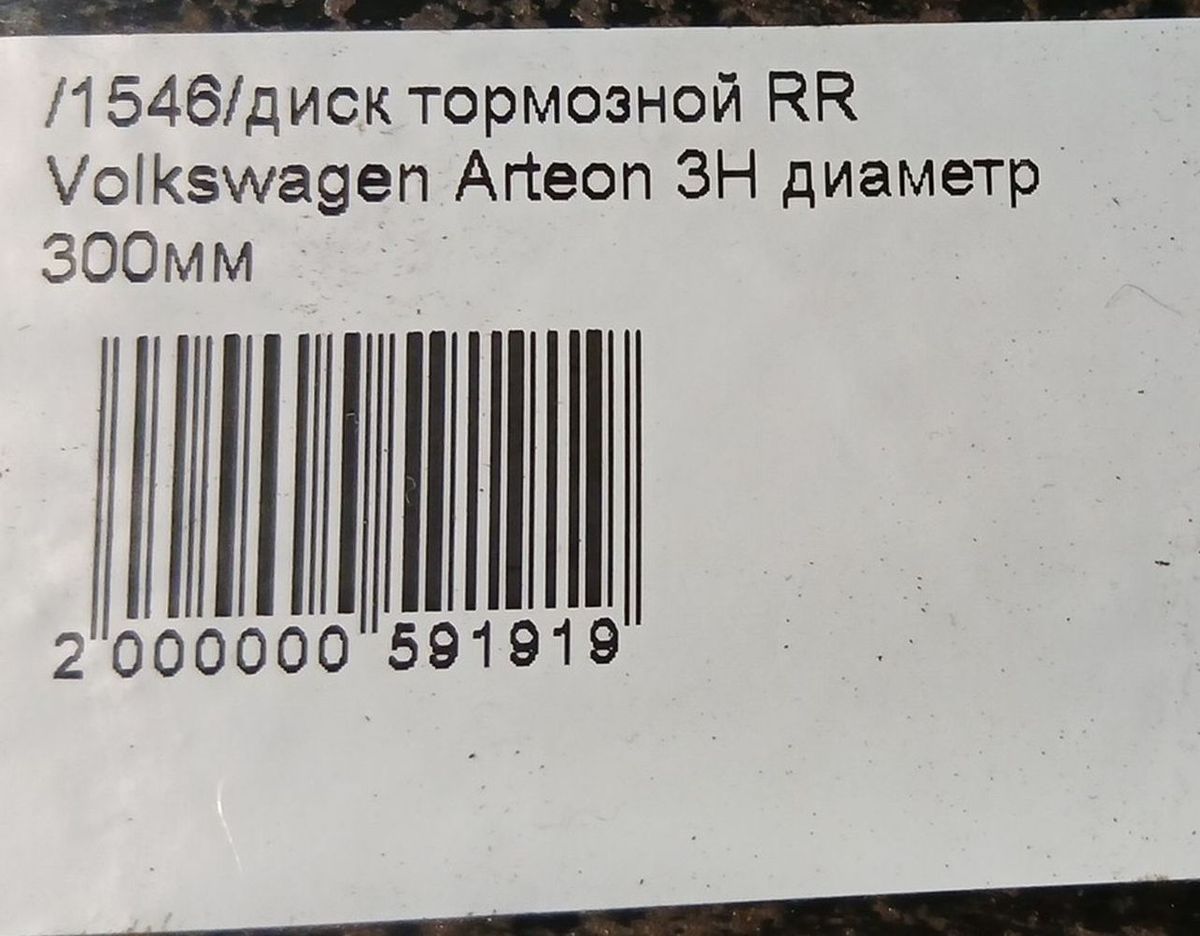 /1546/диск тормозной RR
Volkswagen Arteon 3H диаметр
300мм
2 000000 591919